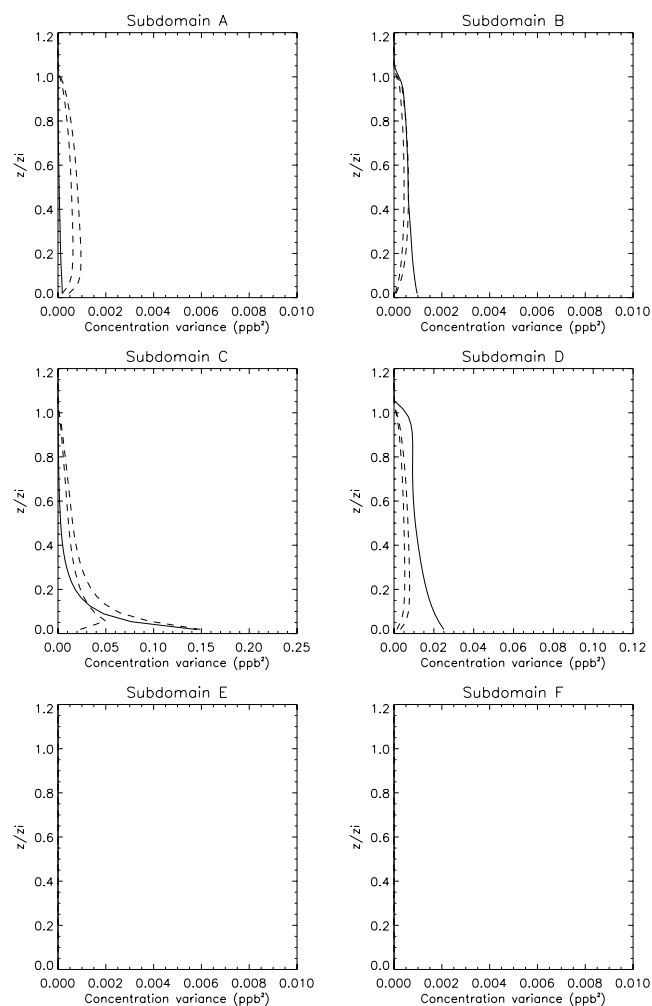 Subdomain A
1.2
1.0
0.8
0.6
0.4
0.2
0.0
z/zi
0.000 0.002 0.004 0.006 0.008 0.010
Concentration variance (ppb²)
Subdomain B
1.2
1.0
0.8
0.6
0.4
0.2
0.0
z/zi
0.000 0.002 0.004 0.006 0.008 0.010
Concentration variance (ppb²)
Subdomain C
1.2
1.0
0.8
0.6
0.4
0.2
0.0
z/zi
0.00 0.05 0.10 0.15 0.20 0.25
Concentration variance (ppb²)
Subdomain D
1.2
1.0
0.8
0.6
0.4
0.2
0.0
z/zi
0.00 0.02 0.04 0.06 0.08 0.10 0.12
Concentration variance (ppb²)
Subdomain E
1.2
1.0
0.8
0.6
0.4
0.2
0.0
z/zi
0.000 0.002 0.004 0.006 0.008 0.010
Concentration variance (ppb²)
Subdomain F
1.2
1.0
0.8
0.6
0.4
0.2
0.0
z/zi
0.000 0.002 0.004 0.006 0.008 0.010
Concentration variance (ppb²)